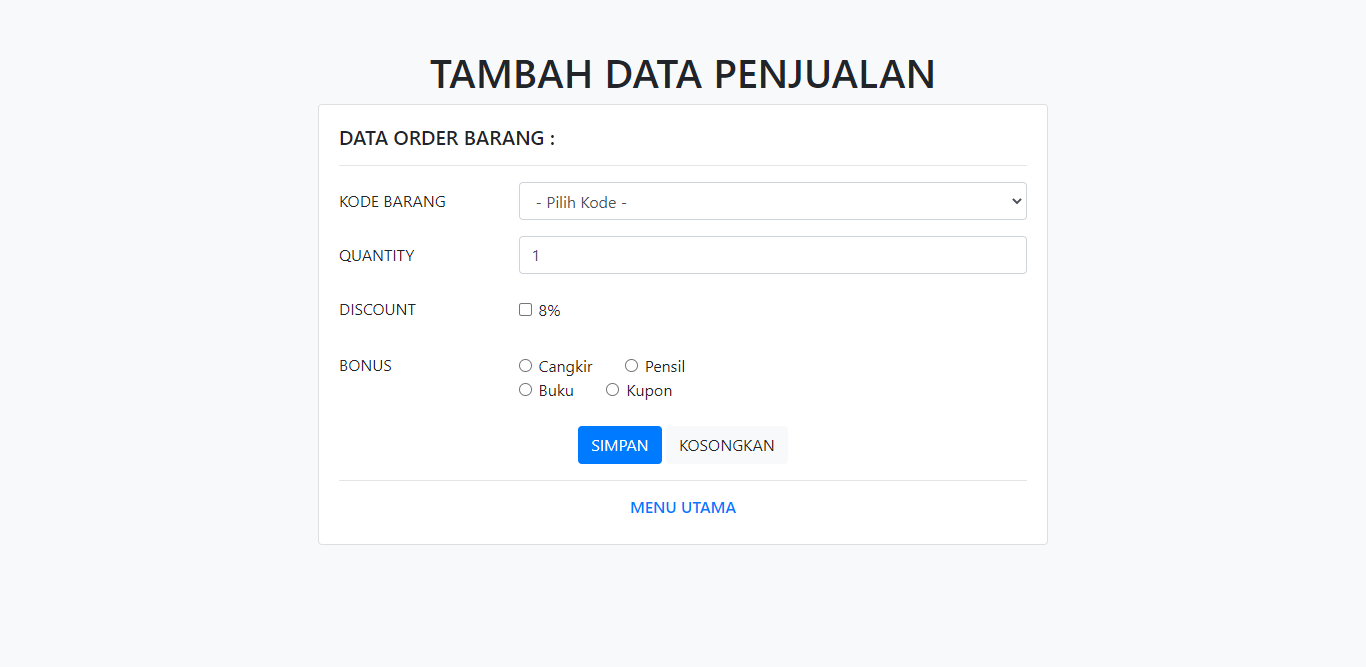 TAMBAH DATA PENJUALAN
DATA ORDER BARANG :
KODE BARANG - Pilih Kode -
QUANTITY 1
DISCOUNT 8%
BONUS Cangkir Pensil
Buku Kupon
SIMPAN KOSONGKAN
MENU UTAMA